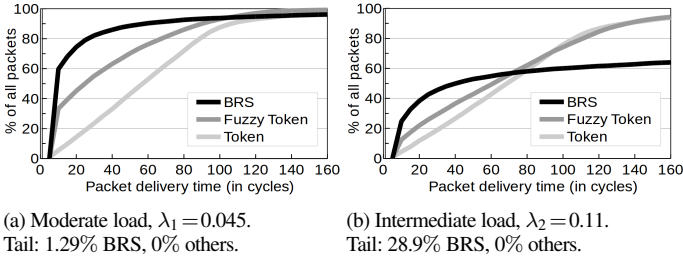 100
80
60
40
20
0
% of all packets
BRS
Fuzzy Token
Token
0 20 40 60 80 100 120 140 160
Packet delivery time (in cycles)
(a) Moderate load, λ₁=0.045.
Tail: 1.29% BRS, 0% others.
100
80
60
40
20
0
% of all packets
BRS
Fuzzy Token
Token
0 20 40 60 80 100 120 140 160
Packet delivery time (in cycles)
(b) Intermediate load, λ₂=0.11.
Tail: 28.9% BRS, 0% others.